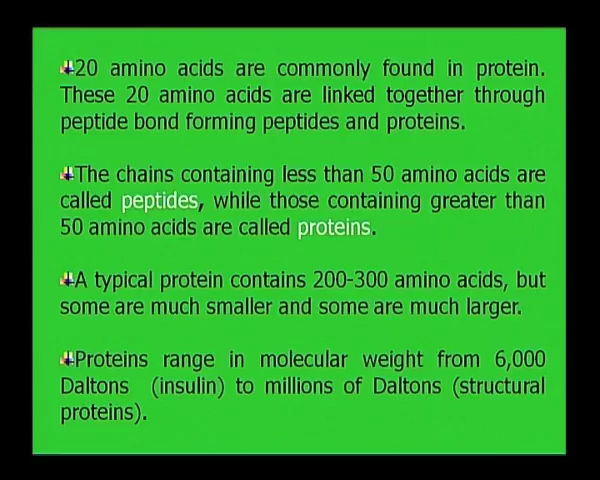 20 amino acids are commonly found in protein.
These 20 amino acids are linked together through
peptide bond forming peptides and proteins.
The chains containing less than 50 amino acids are
called peptides, while those containing greater than
50 amino acids are called proteins.
A typical protein contains 200-300 amino acids, but
some are much smaller and some are much larger.
Proteins range in molecular weight from 6,000
Daltons (insulin) to millions of Daltons (structural
proteins).